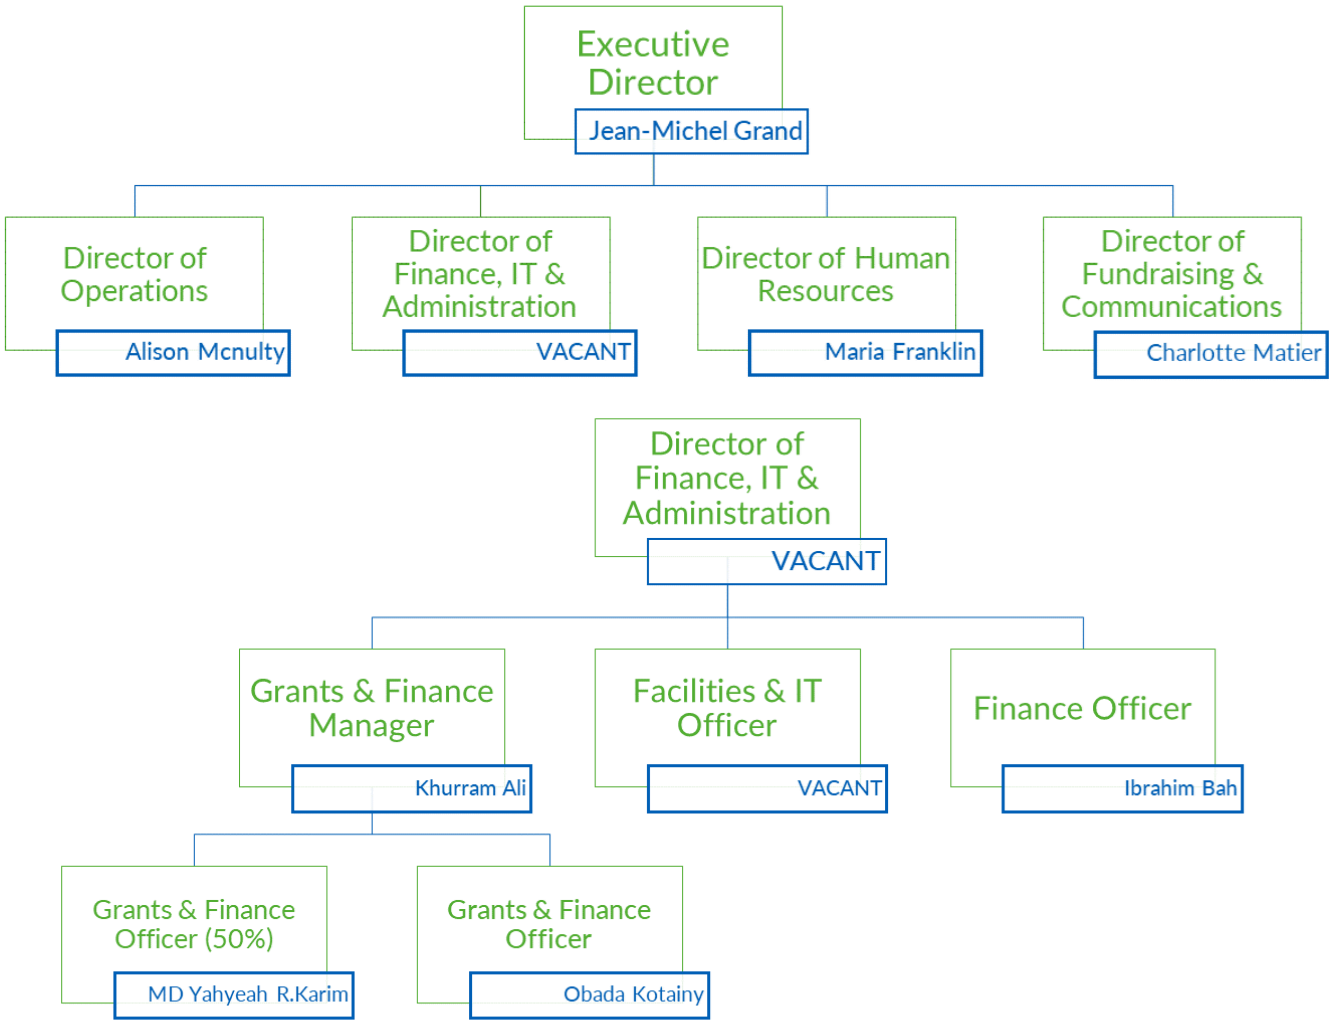 Executive
Director
Jean-Michel Grand
Director of
Operations
Alison Mcnulty
Director of
Finance, IT &
Administration
VACANT
Director of Human
Resources
Maria Franklin
Director of
Fundraising &
Communications
Charlotte Matier
Director of
Finance, IT &
Administration
VACANT
Grants & Finance
Manager
Khurram Ali
Facilities & IT
Officer
VACANT
Finance Officer
Ibrahim Bah
Grants & Finance
Officer (50%)
MD Yahyeah R.Karim
Grants & Finance
Officer
Obada Kotainy